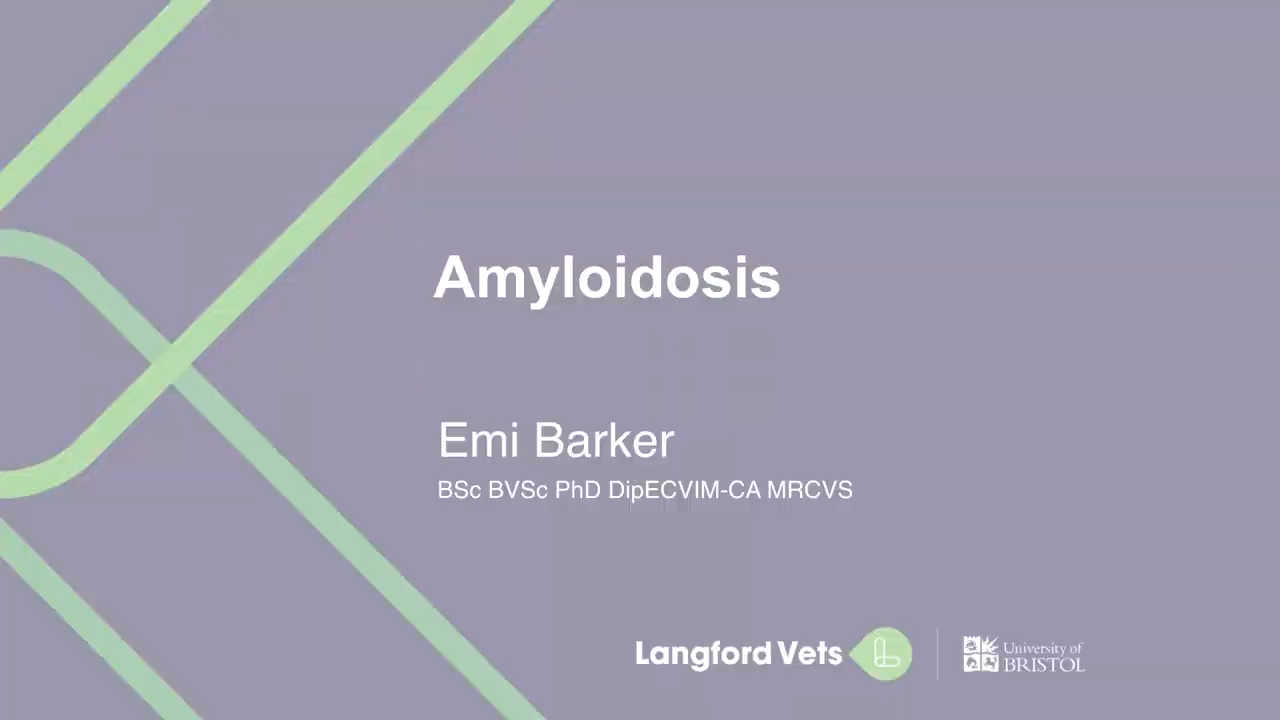 Amyloidosis
Emi Barker
BSc BVSc PhD DipECVIM-CA MRCVS
Langford Vets
University of
BRISTOL